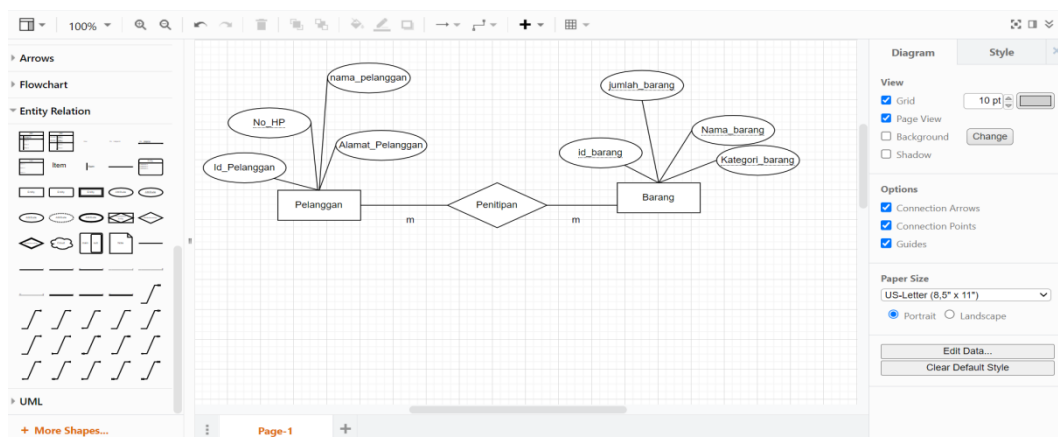 100%
Arrows
Flowchart
Entity Relation
Item
UML
+ More Shapes...
nama_pelanggan
No_HP
Alamat_Pelanggan
Id_Pelanggan
Pelanggan
m
Penitipan
m
jumlah_barang
Nama_barang
id_barang
Kategori_barang
Barang
Page-1
Diagram
Style
View
Grid
10 pt
Page View
Background
Change
Shadow
Options
Connection Arrows
Connection Points
Guides
Paper Size
US-Letter (8,5" x 11")
Portrait
Landscape
Edit Data...
Clear Default Style